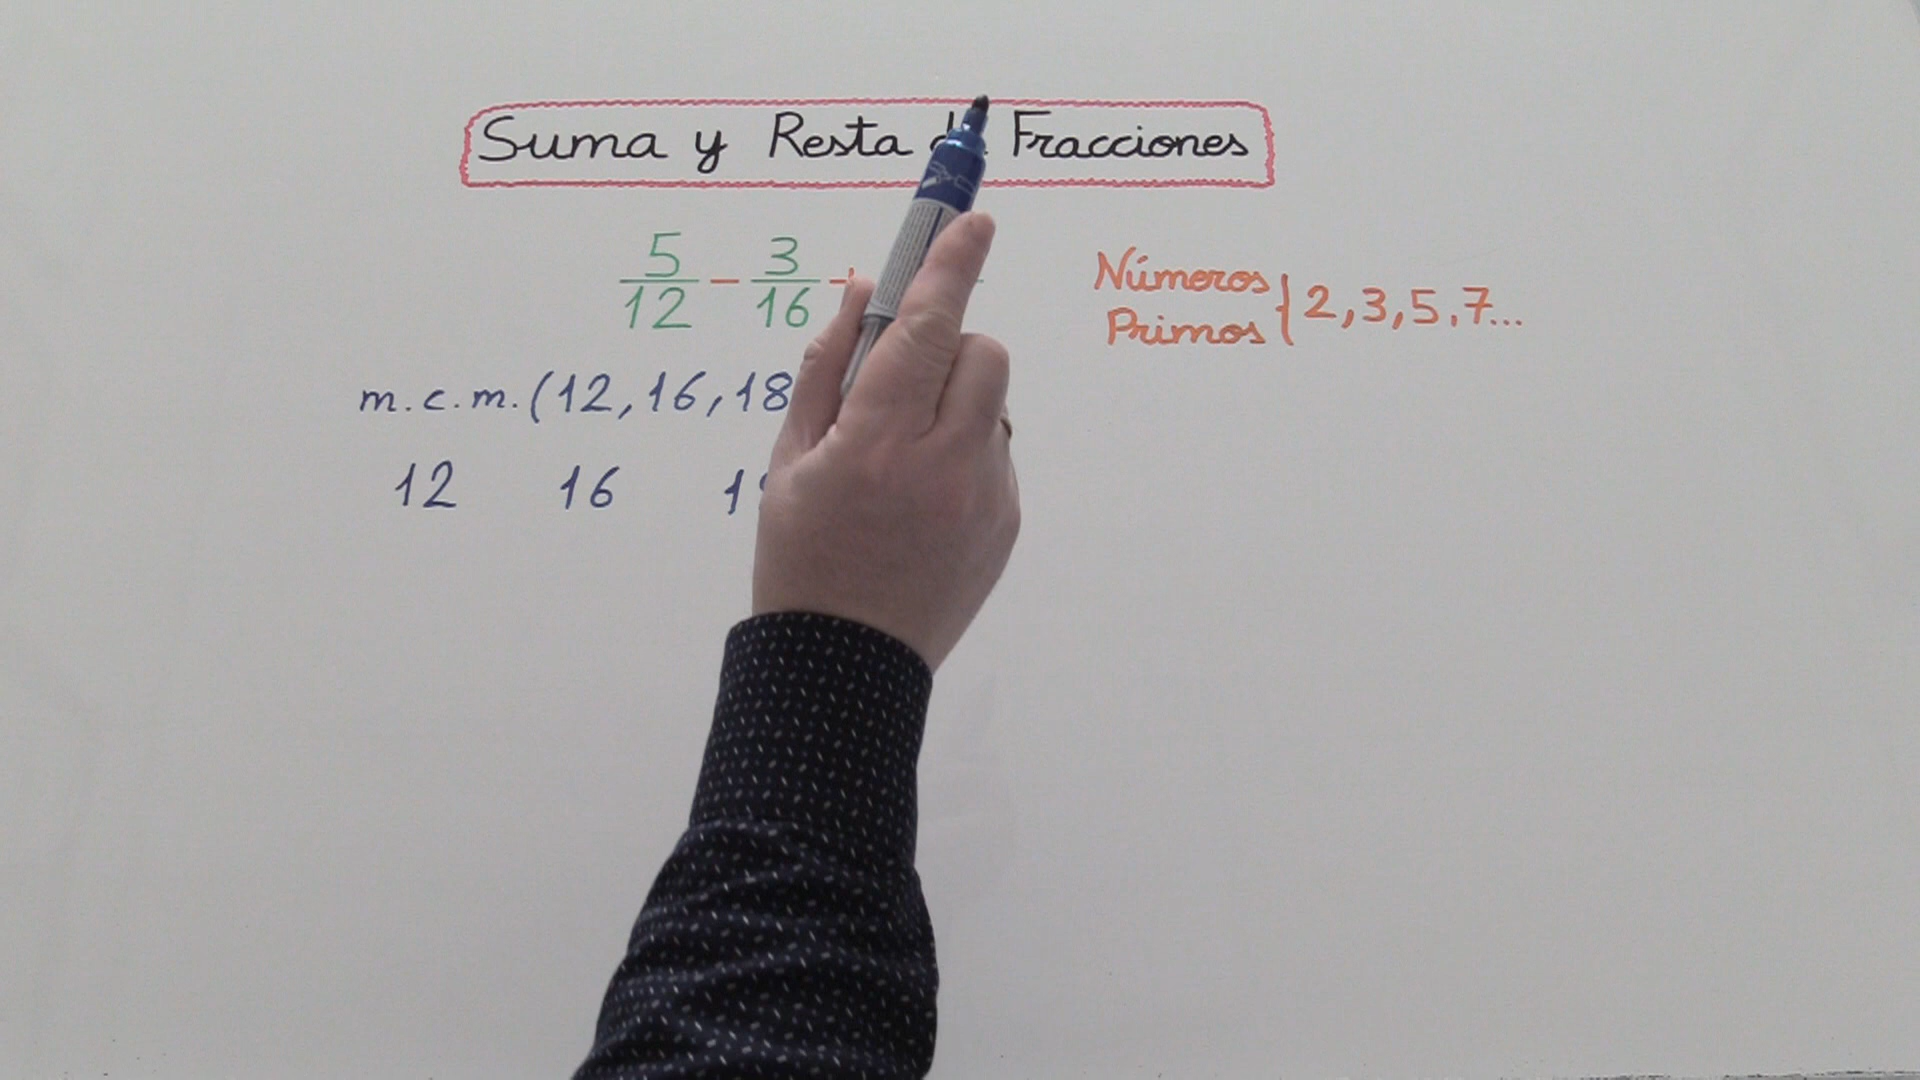 Suma y Resta Fracciones
5/12 - 3/16 +
Números Primos { 2, 3, 5, 7...
m.c.m. (12, 16, 18
12 16